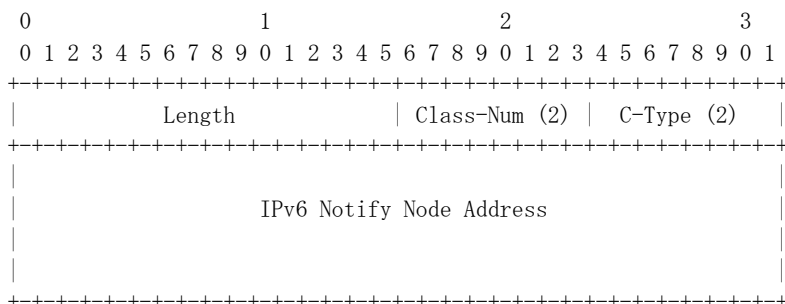 0                   1                   2                   3
0 1 2 3 4 5 6 7 8 9 0 1 2 3 4 5 6 7 8 9 0 1 2 3 4 5 6 7 8 9 0 1
+-+-+-+-+-+-+-+-+-+-+-+-+-+-+-+-+-+-+-+-+-+-+-+-+-+-+-+-+-+-+-+-+
| Length | Class-Num (2) | C-Type (2) |
+-+-+-+-+-+-+-+-+-+-+-+-+-+-+-+-+-+-+-+-+-+-+-+-+-+-+-+-+-+-+-+-+
| |
| IPv6 Notify Node Address |
| |
| |
+-+-+-+-+-+-+-+-+-+-+-+-+-+-+-+-+-+-+-+-+-+-+-+-+-+-+-+-+-+-+-+-+